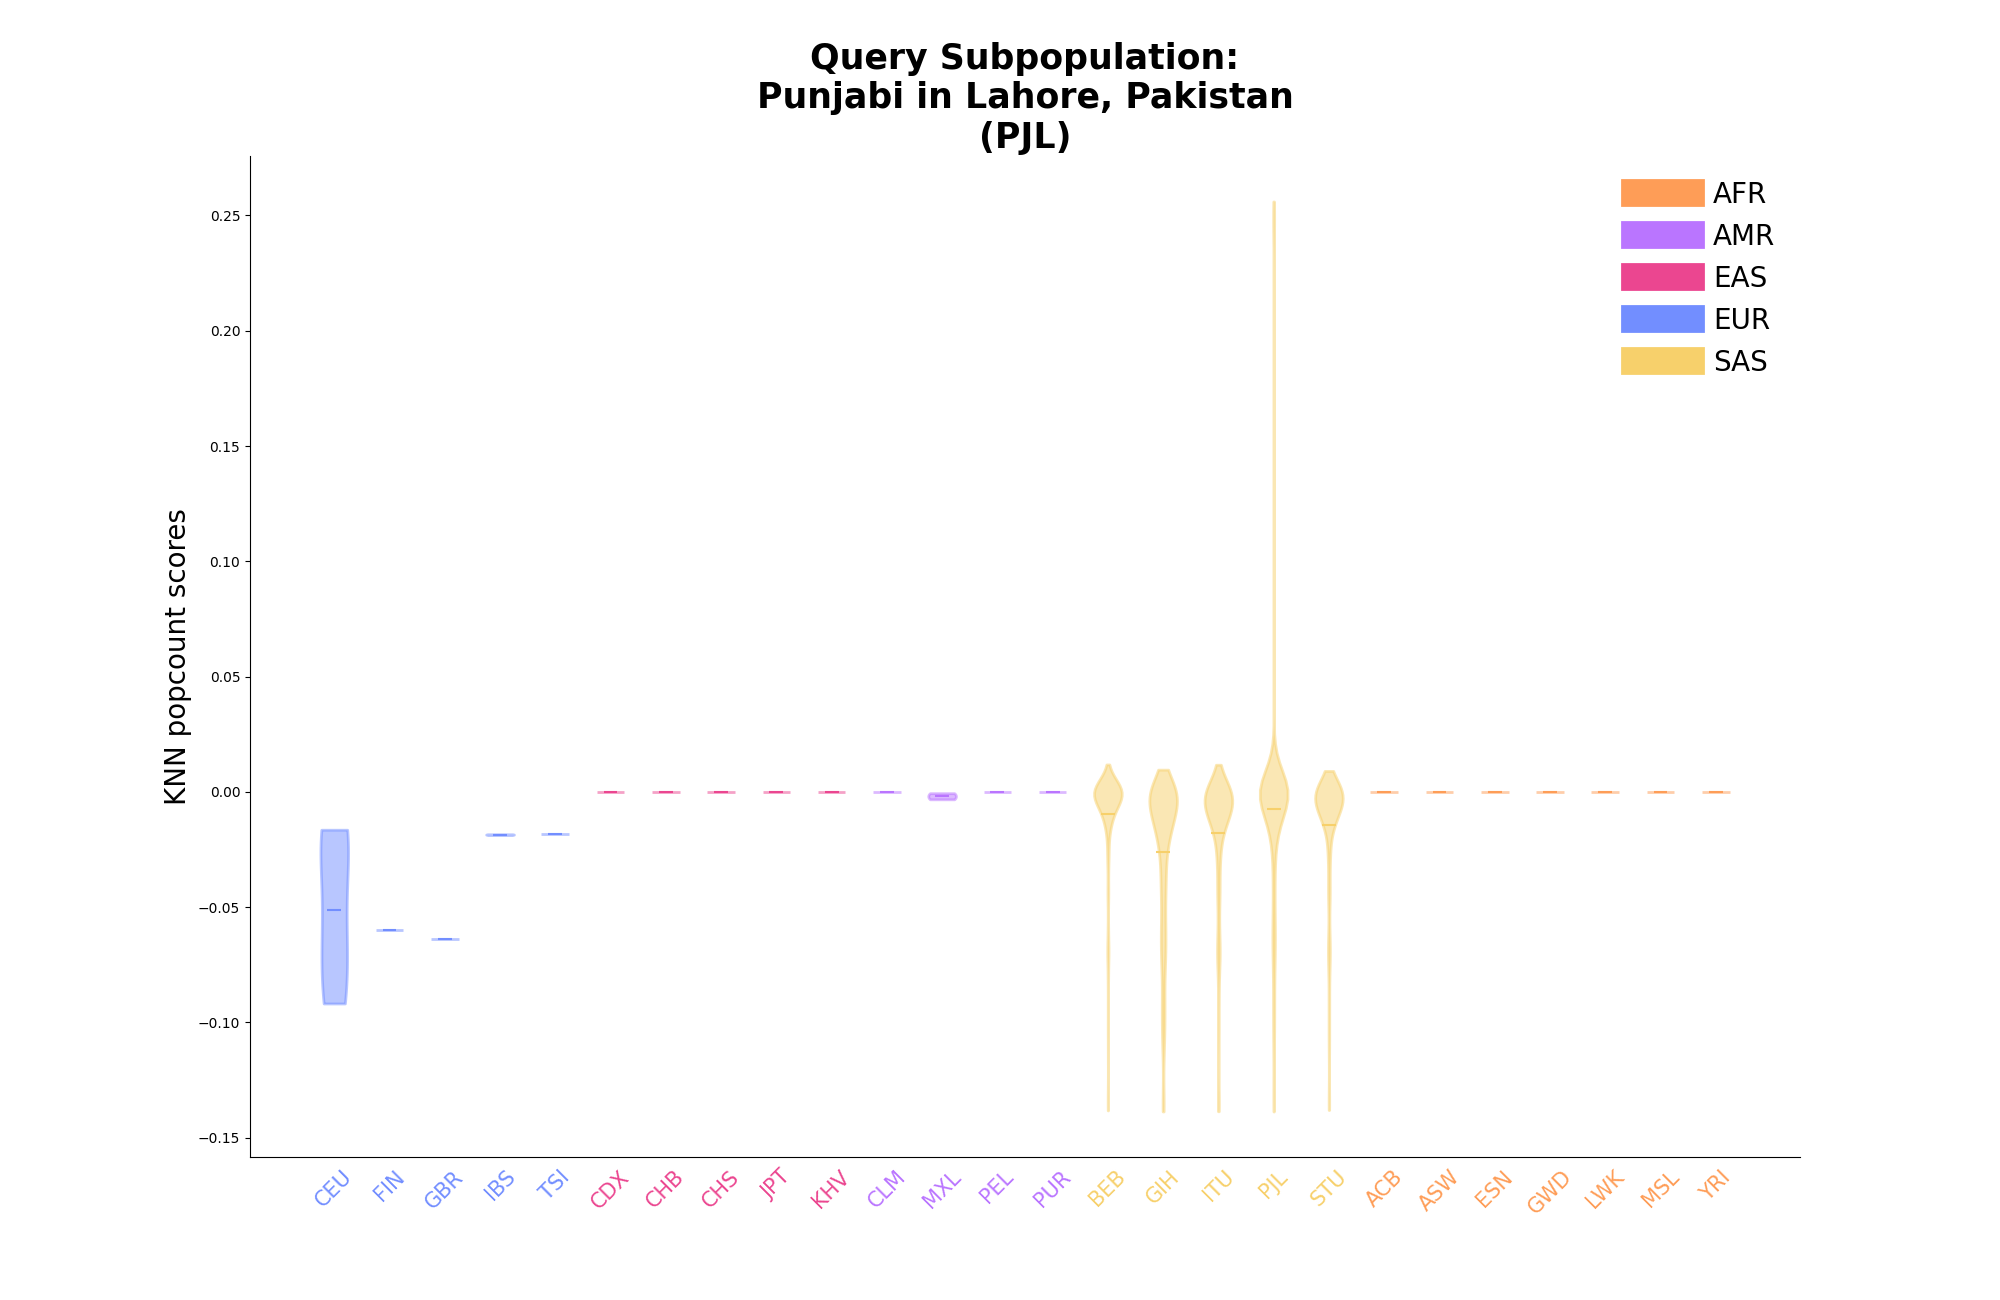 Query Subpopulation:
Punjabi in Lahore, Pakistan
(PJL)
AFR
AMR
EAS
EUR
SAS
KNN popcount scores
0.25
0.20
0.15
0.10
0.05
0.00
−0.05
−0.10
−0.15
CEU FIN GBR IBS TSI CDX CHB CHS JPT KHV CLM MXL PEL PUR BEB GIH ITU PJL STU ACB ASW ESN GWD LWK MSL YRI